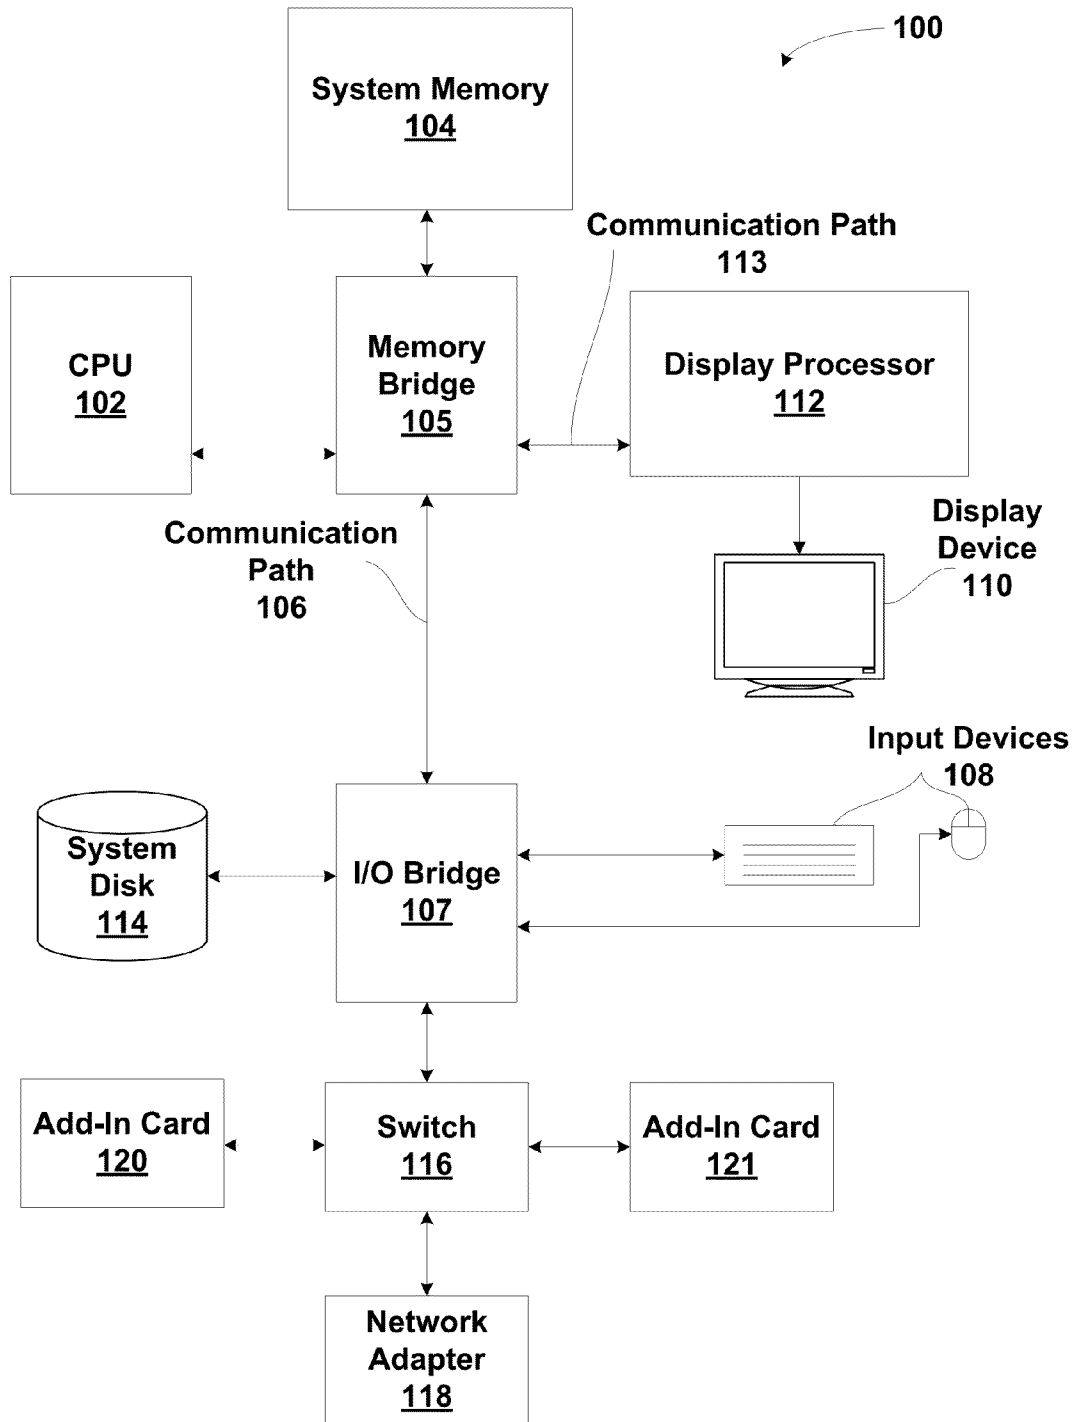 100
System Memory
104
Communication Path
113
CPU
102
Memory
Bridge
105
Display Processor
112
Communication
Path
106
Display
Device
110
Input Devices
108
System
Disk
114
I/O Bridge
107
Add-In Card
120
Switch
116
Add-In Card
121
Network
Adapter
118